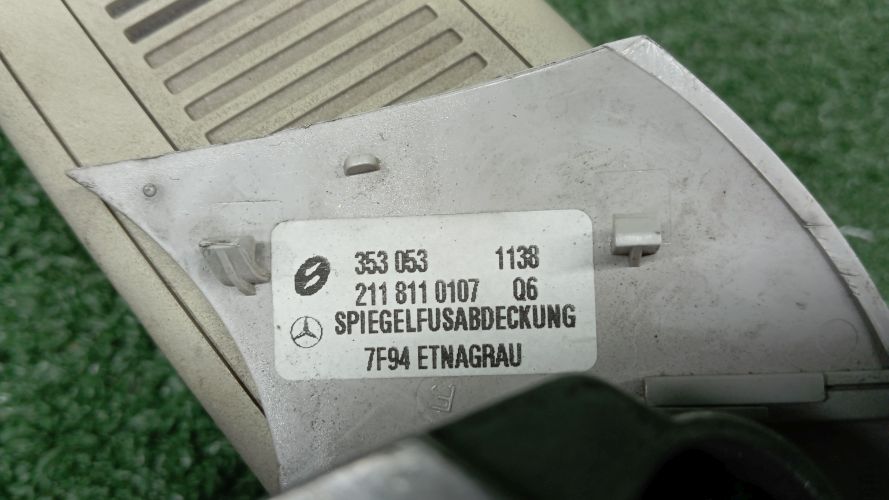 353 053 1138
211 811 0107 Q6
SPIEGELFUSABDECKUNG
7F94 ETNAGRAU